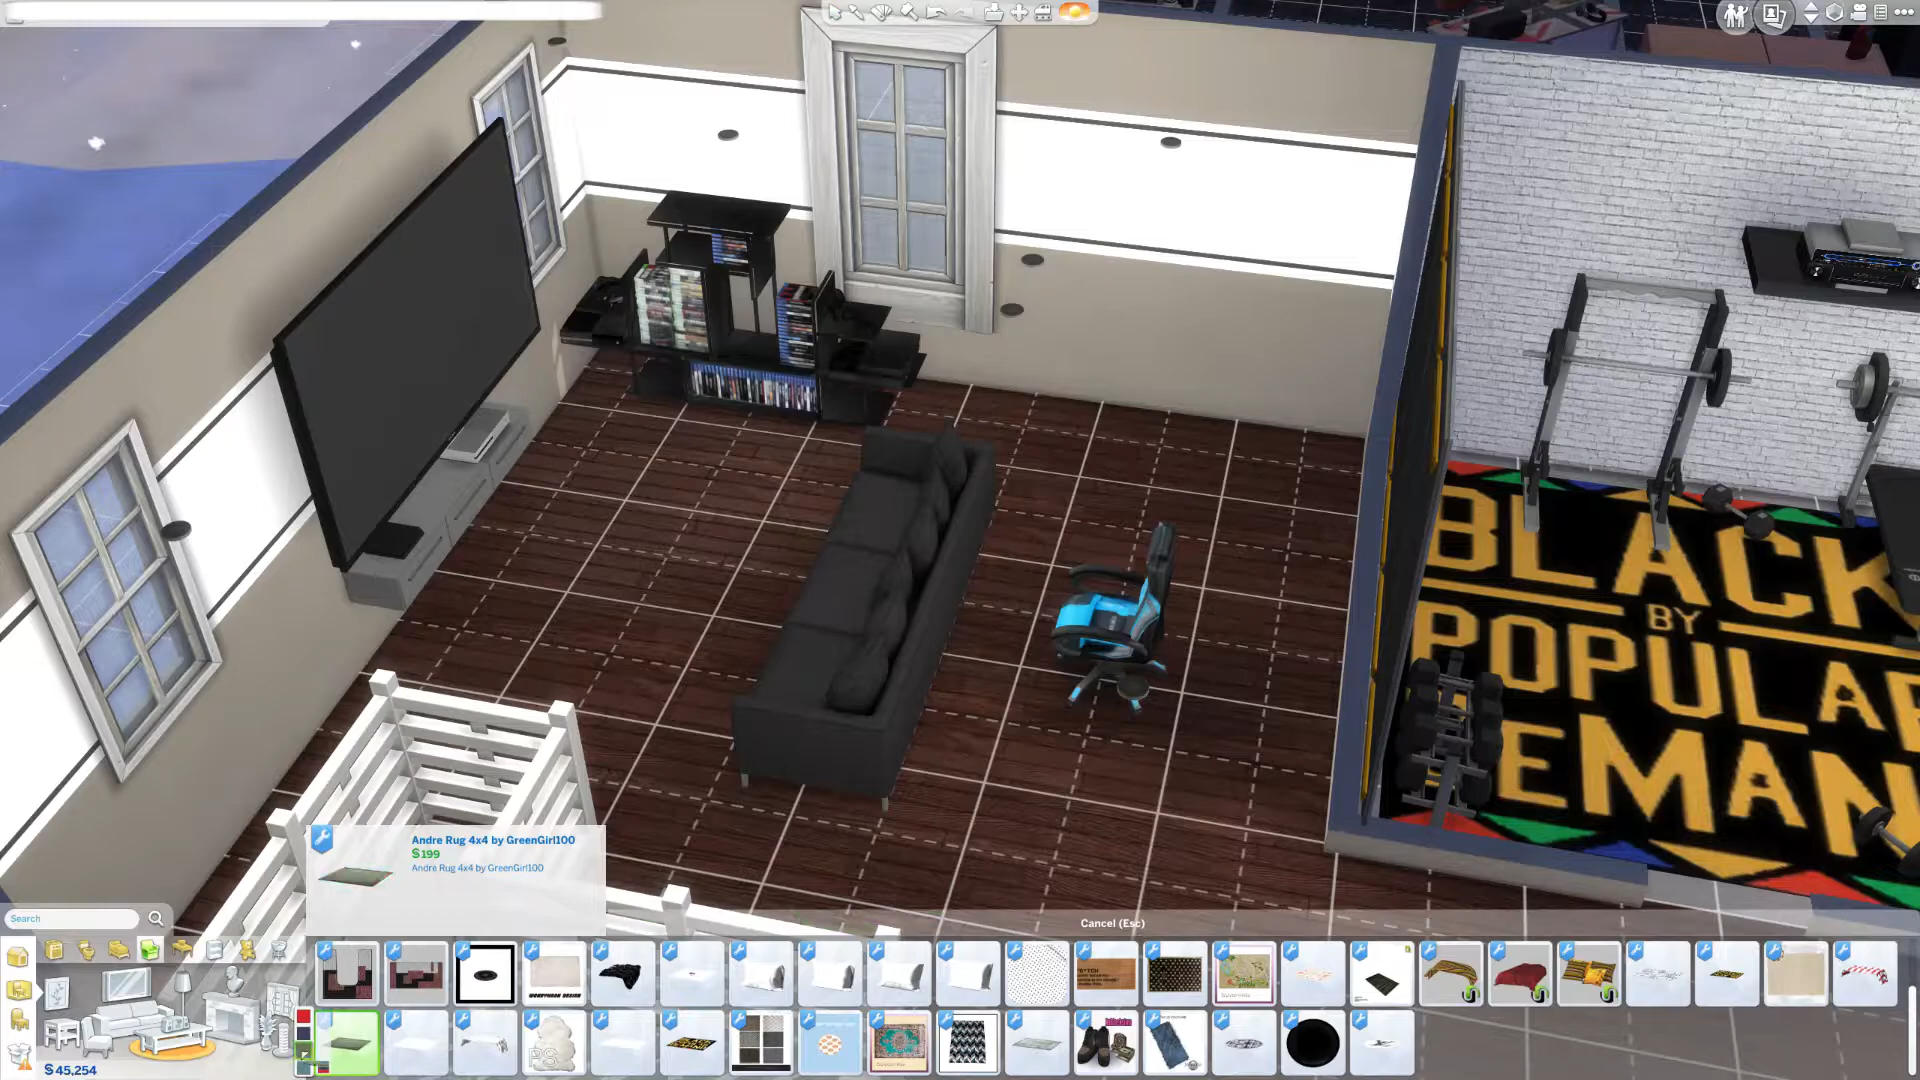 BLACK
BY
POPULAR
DEMAN
Andre Rug 4x4 by GreenGirl100
§199
Andre Rug 4x4 by GreenGirl100
Search
Cancel (Esc)
§45,254